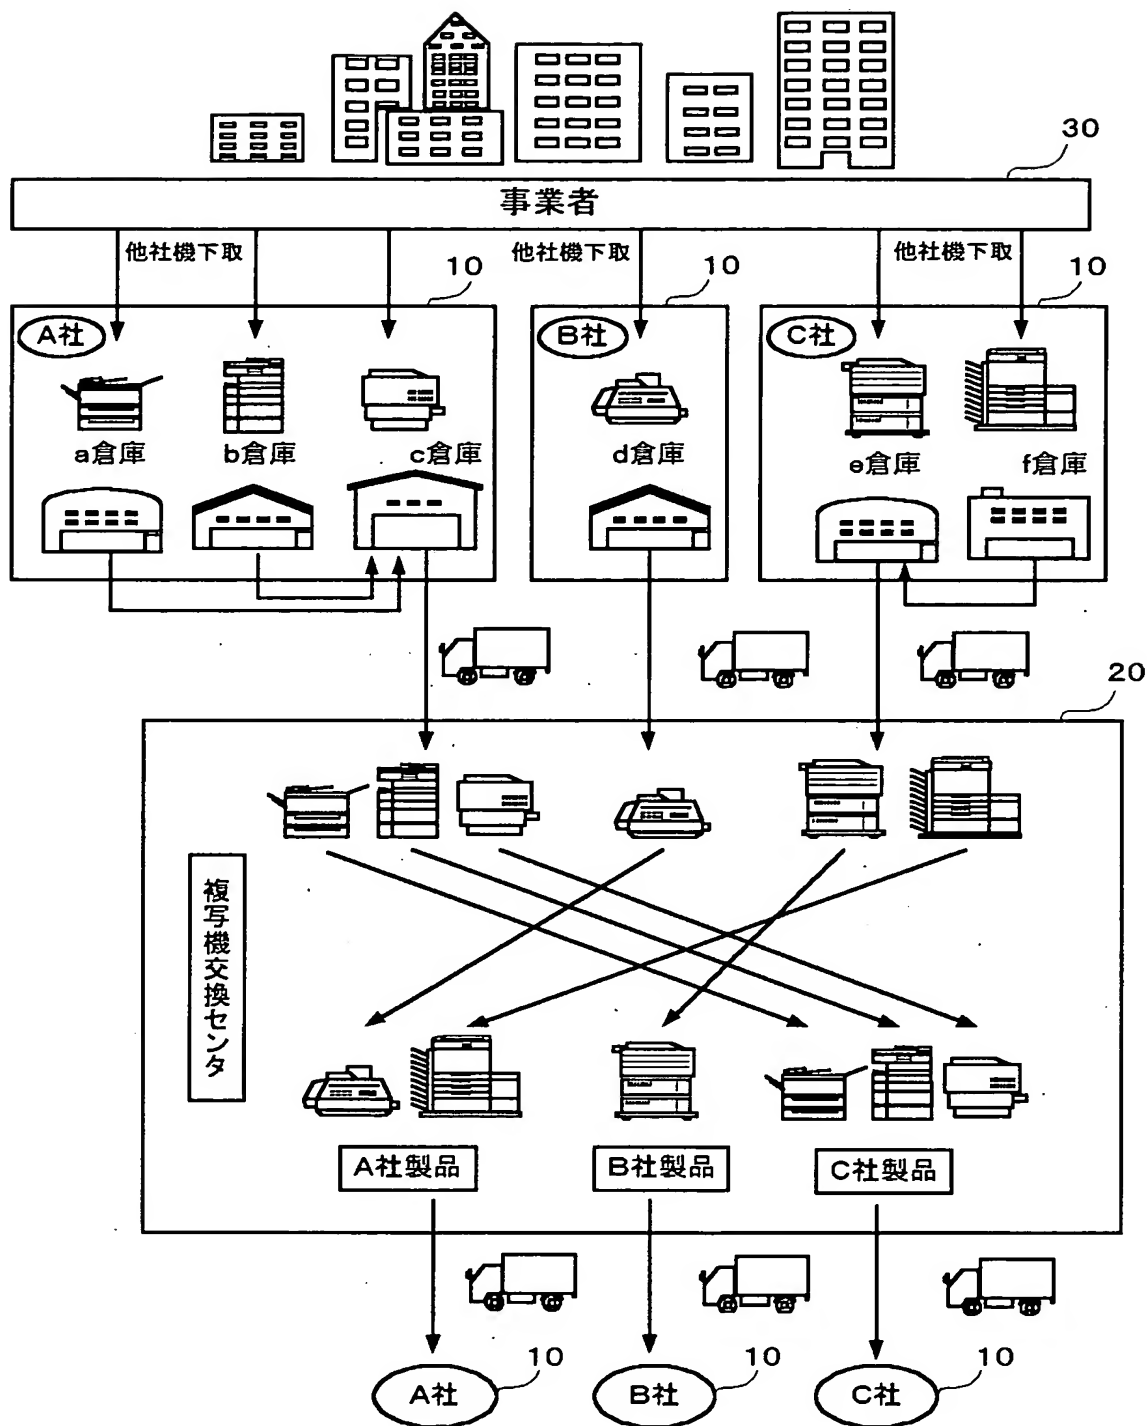 30
事業者
他社機下取
他社機下取
他社機下取
10
10
10
A社
B社
C社
a倉庫
b倉庫
c倉庫
d倉庫
e倉庫
f倉庫
20
複写機交換センタ
A社製品
B社製品
C社製品
10
10
10
A社
B社
C社